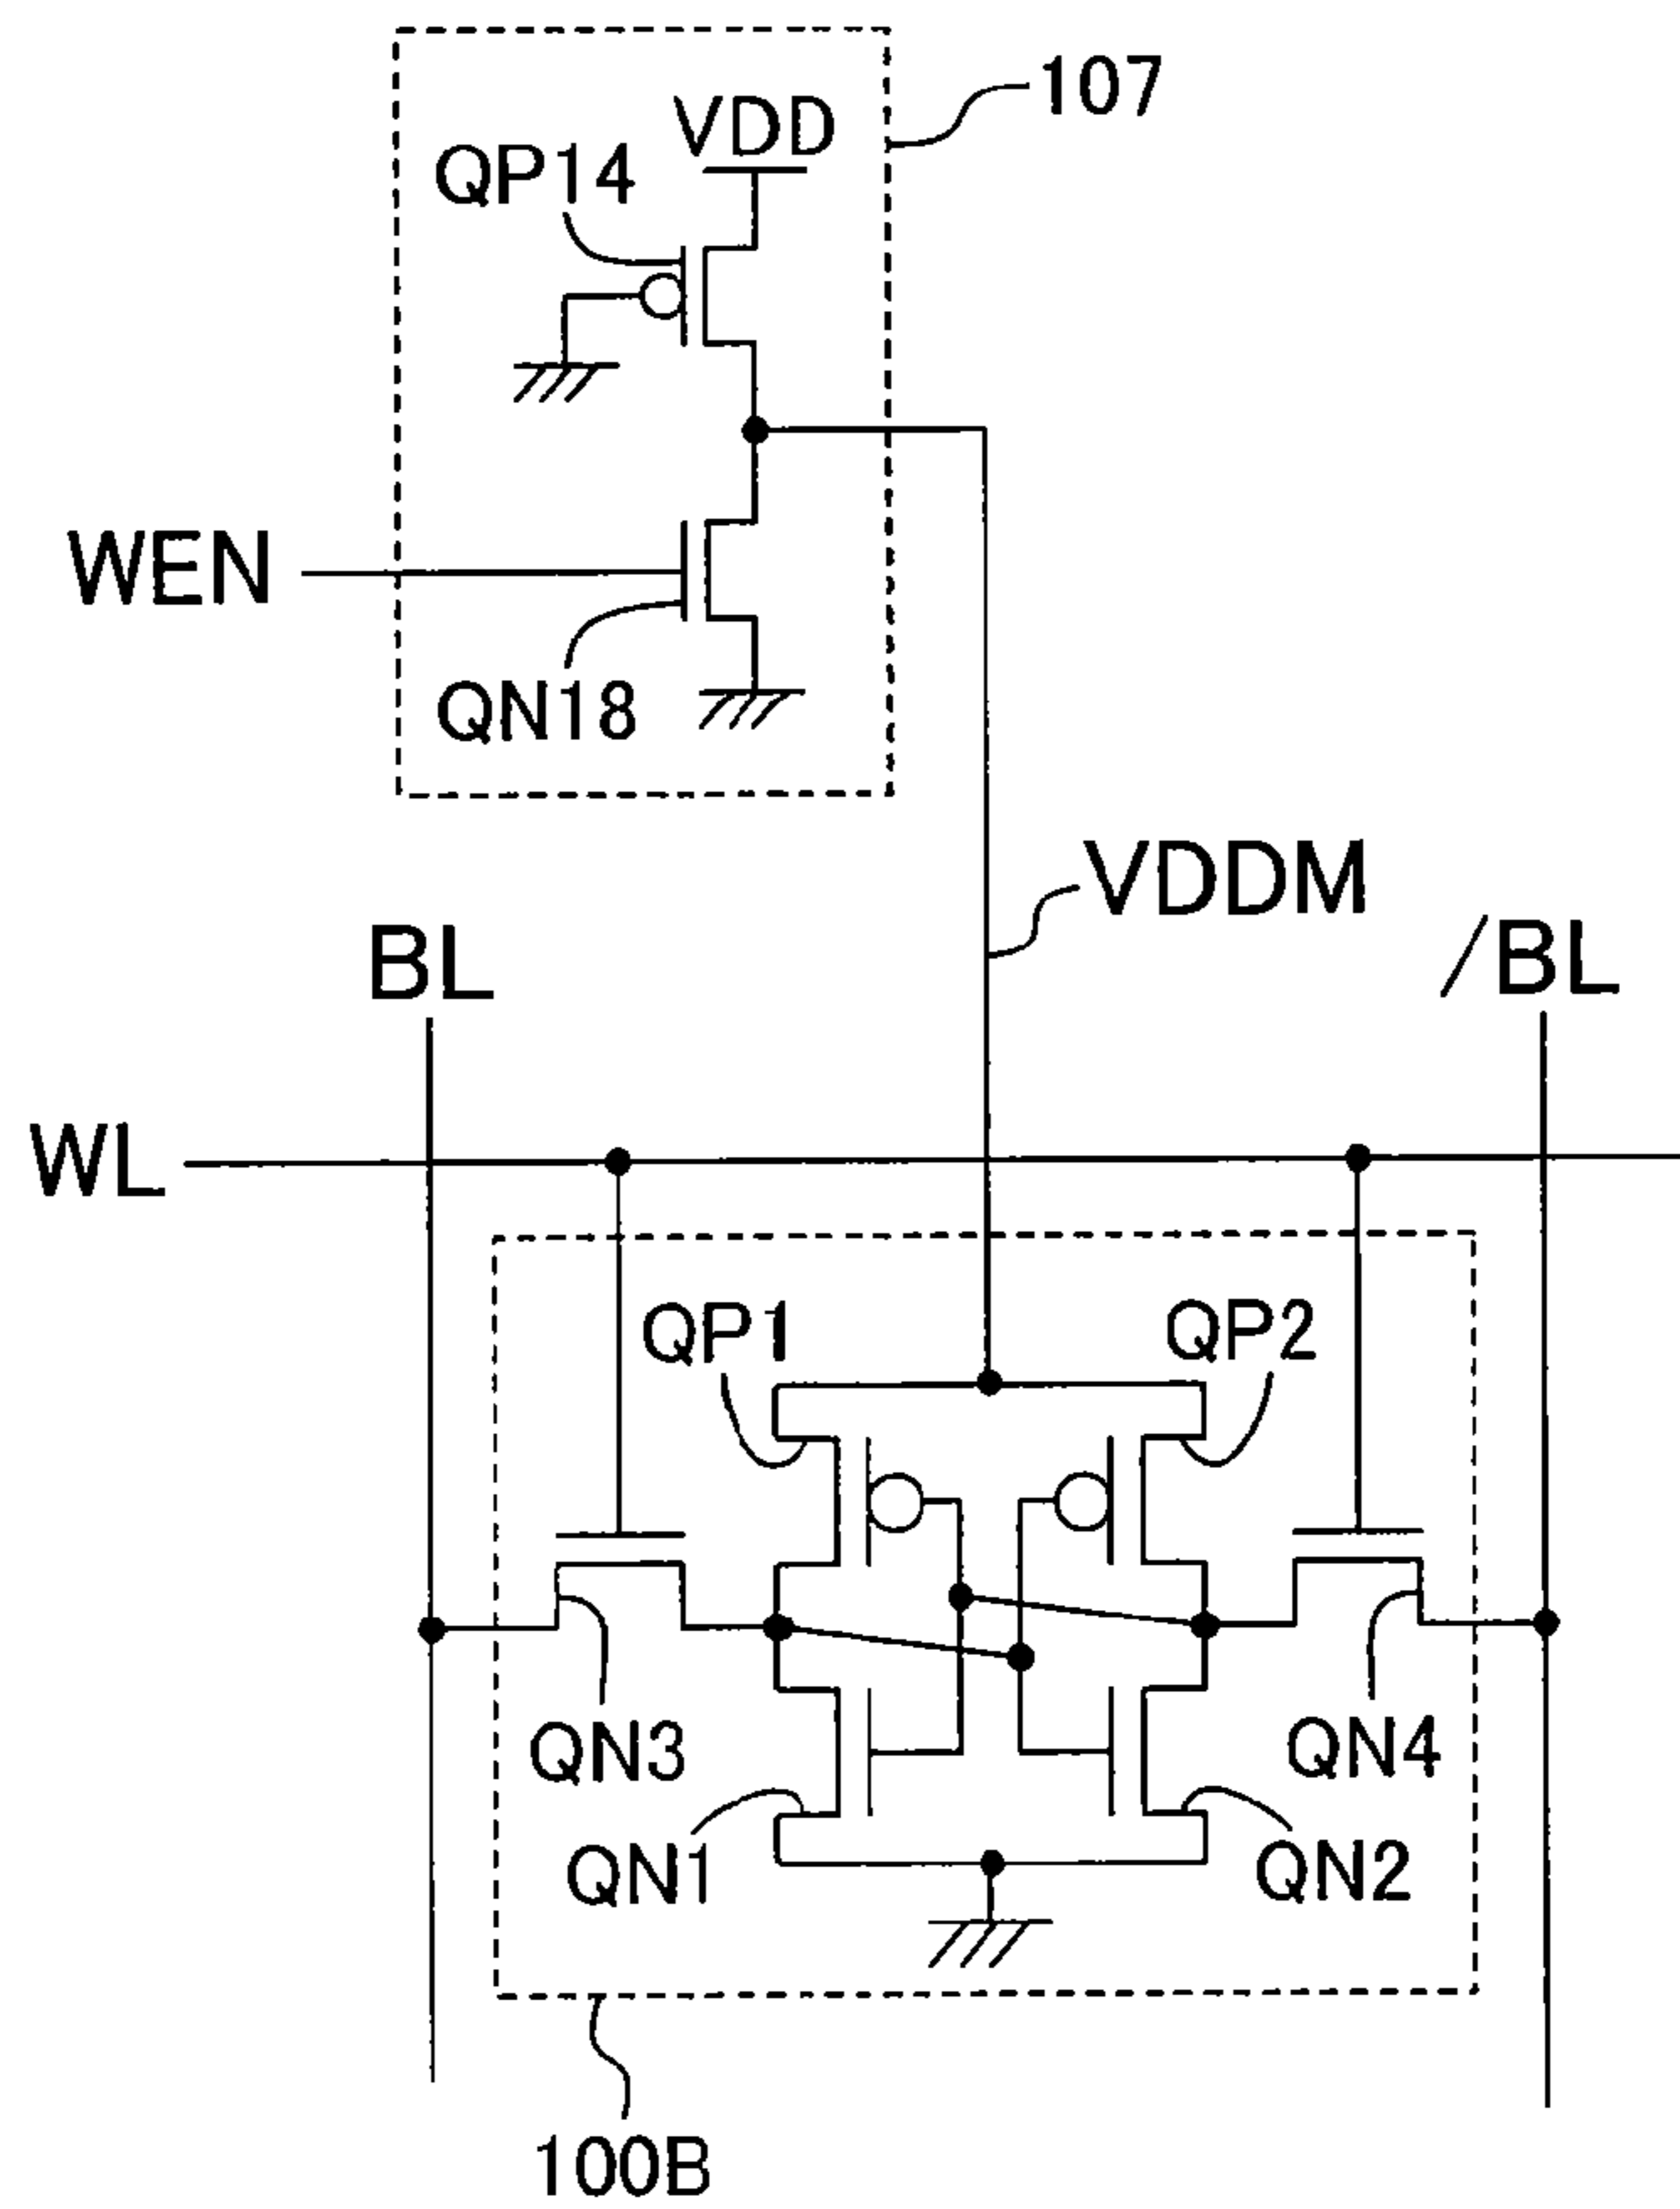 107
VDD
QP14
WEN
QN18
VDDM
BL
/BL
WL
QP1
QP2
QN3
QN4
QN1
QN2
100B